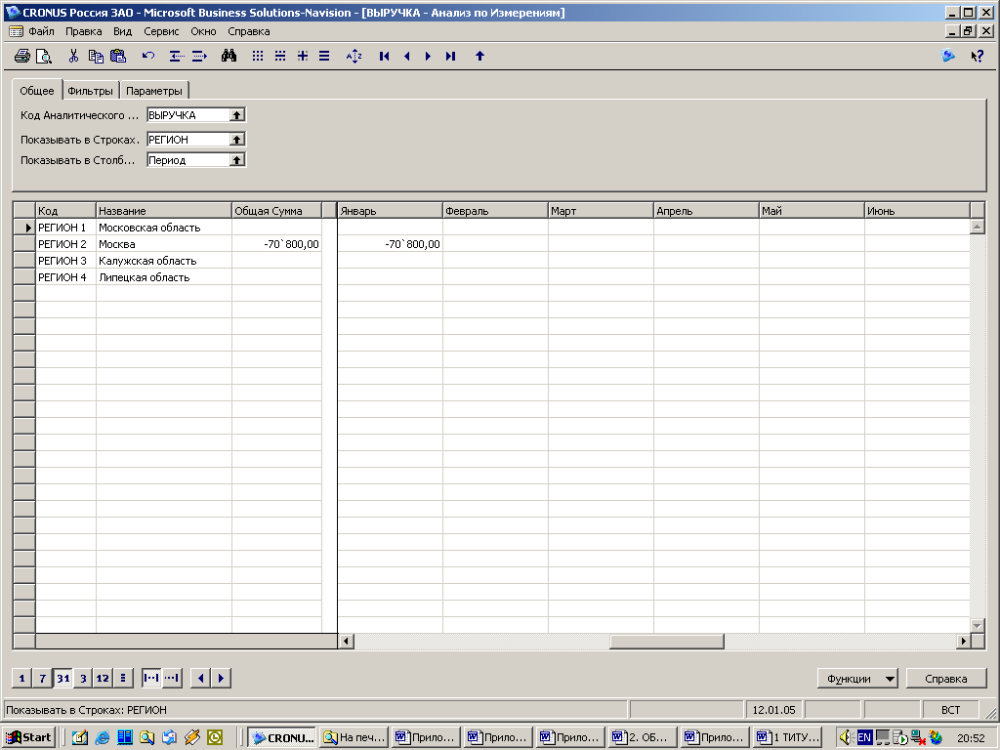 CRONUS Россия ЗАО - Microsoft Business Solutions-Navision - [ВЫРУЧКА - Анализ по Измерениям]
Файл Правка Вид Сервис Окно Справка
Общее Фильтры Параметры
Код Аналитического ... ВЫРУЧКА
Показывать в Строках. РЕГИОН
Показывать в Столб... Период
Код Название Общая Сумма Январь Февраль Март Апрель Май Июнь
РЕГИОН 1 Московская область
РЕГИОН 2 Москва -70`800,00 -70`800,00
РЕГИОН 3 Калужская область
РЕГИОН 4 Липецкая область
1 7 31 3 12 Функции Справка
Показывать в Строках: РЕГИОН 12.01.05 ВСТ
Start CRONU... На печ... Прило... Прило... Прило... 2. ОБ... Прило... 1 ТИТУ... EN 20:52